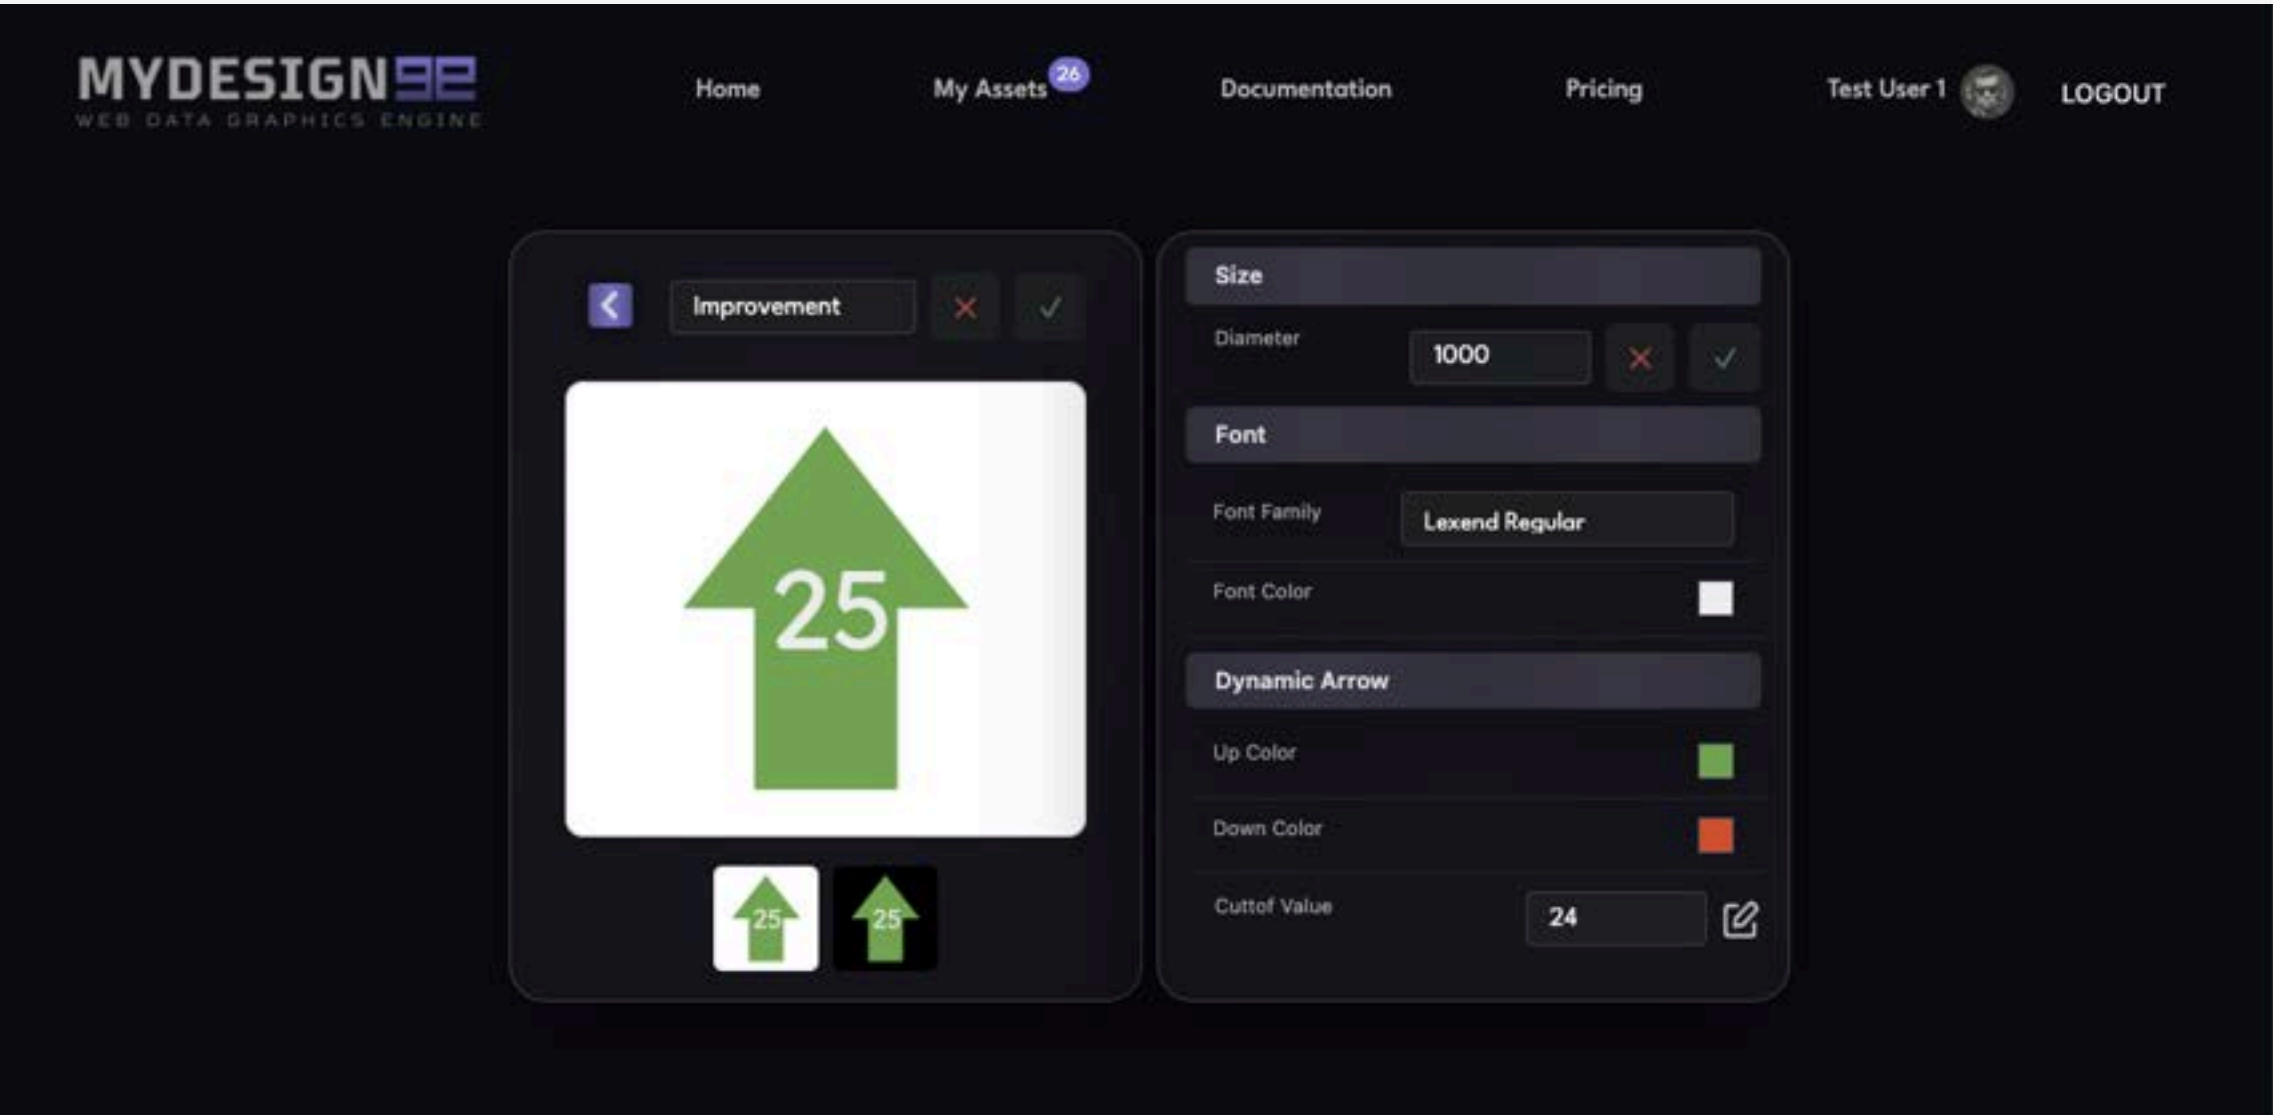 MYDESIGN92
WEB DATA GRAPHICS ENGINE
Home
My Assets 26
Documentation
Pricing
Test User 1
LOGOUT
Improvement
25
25
25
Size
Diameter
1000
Font
Font Family
Lexend Regular
Font Color
Dynamic Arrow
Up Color
Down Color
Cuttof Value
24